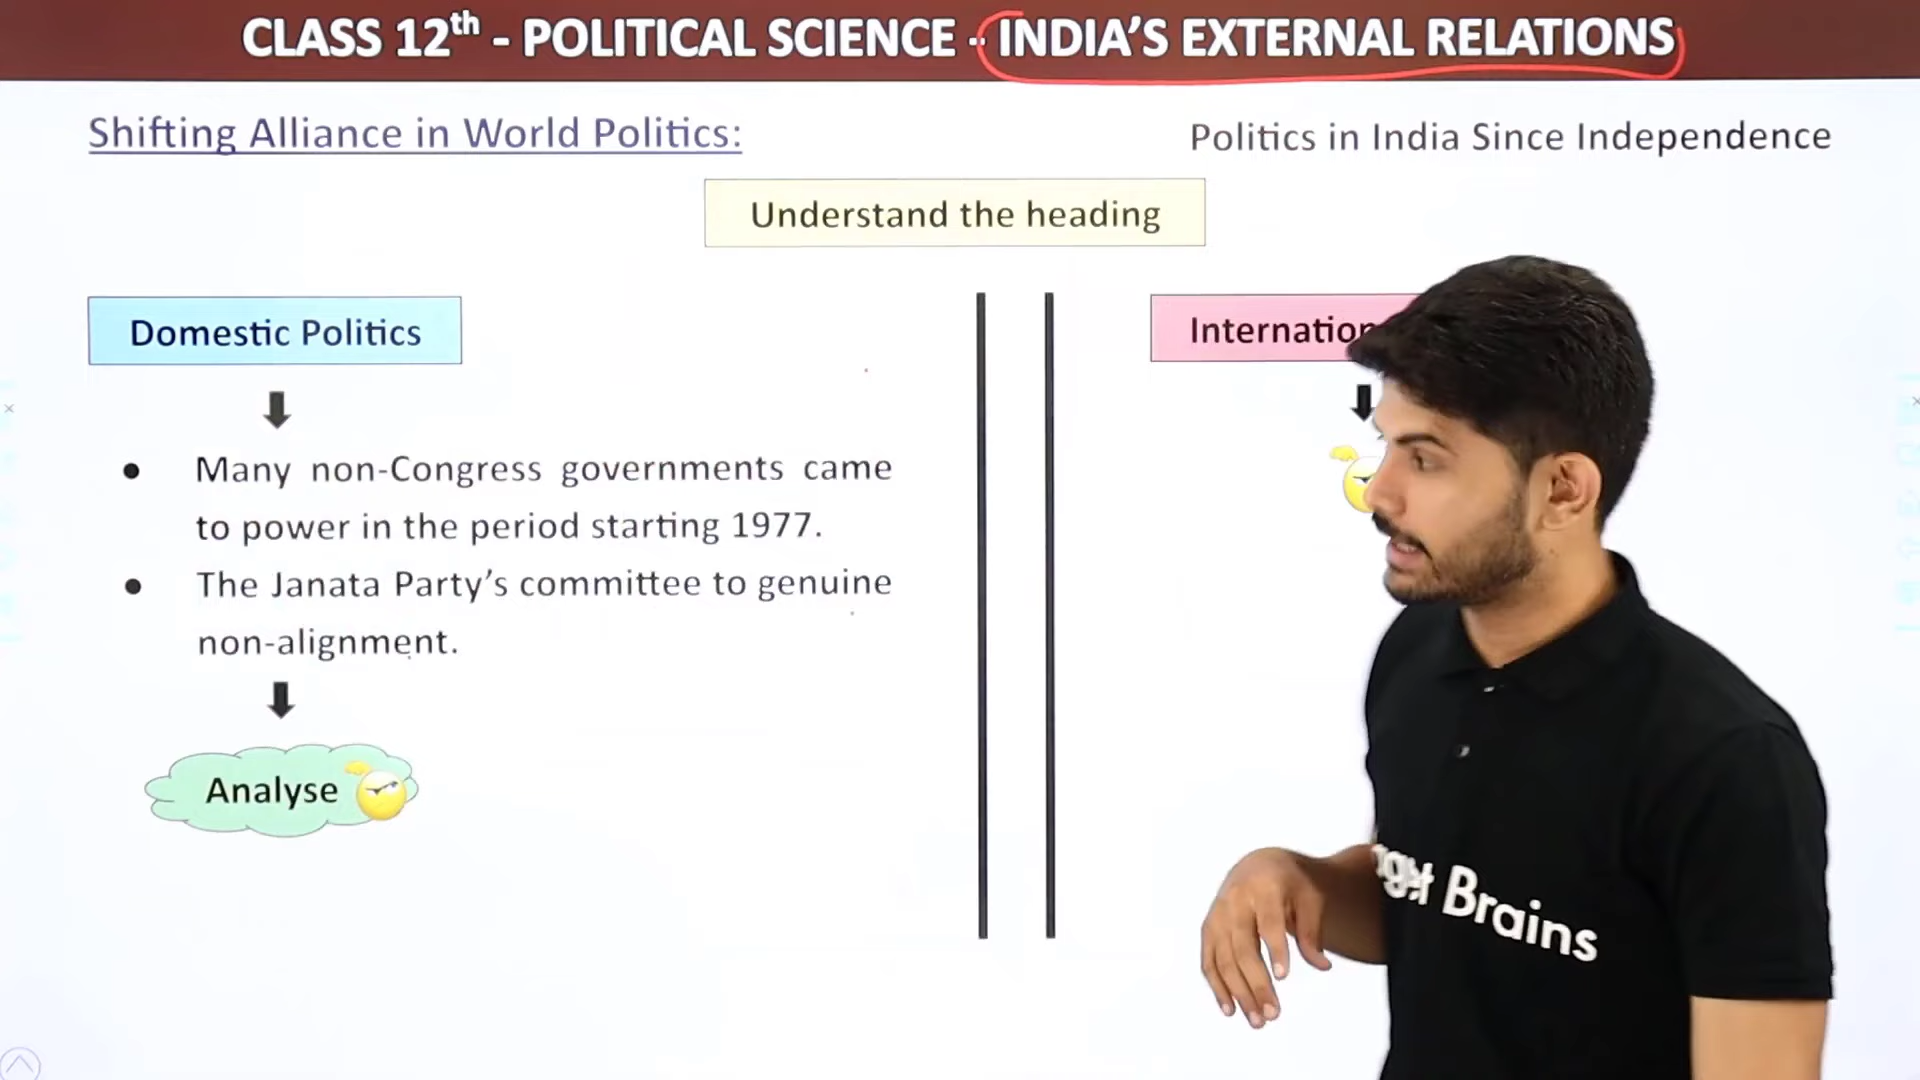 CLASS 12th - POLITICAL SCIENCE - INDIA'S EXTERNAL RELATIONS
Shifting Alliance in World Politics:
Politics in India Since Independence
Understand the heading
Domestic Politics
Many non-Congress governments came
to power in the period starting 1977.
The Janata Party's committee to genuine
non-alignment.
Analyse
Brains